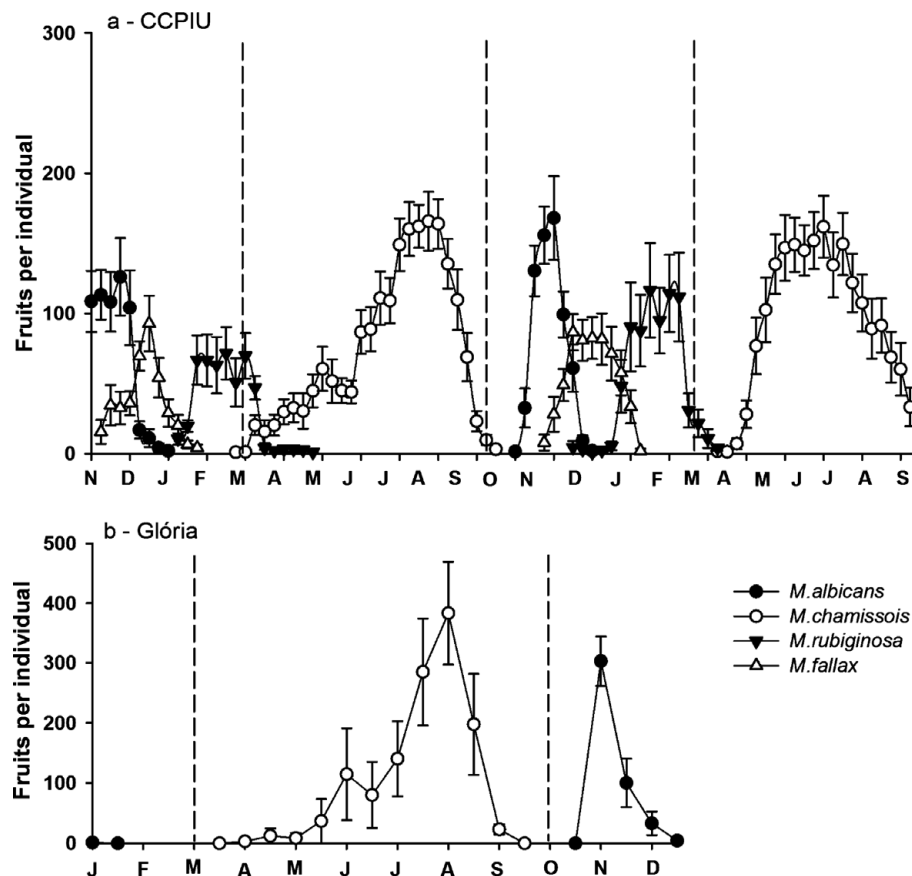 a - CCPIU
300
200
100
0
Fruits per individual
N D J F M A M J J A S O N D J F M A M J J A S
b - Glória
500
400
300
200
100
0
Fruits per individual
J F M A M J J A S O N D
M.albicans
M.chamissois
M.rubiginosa
M.fallax